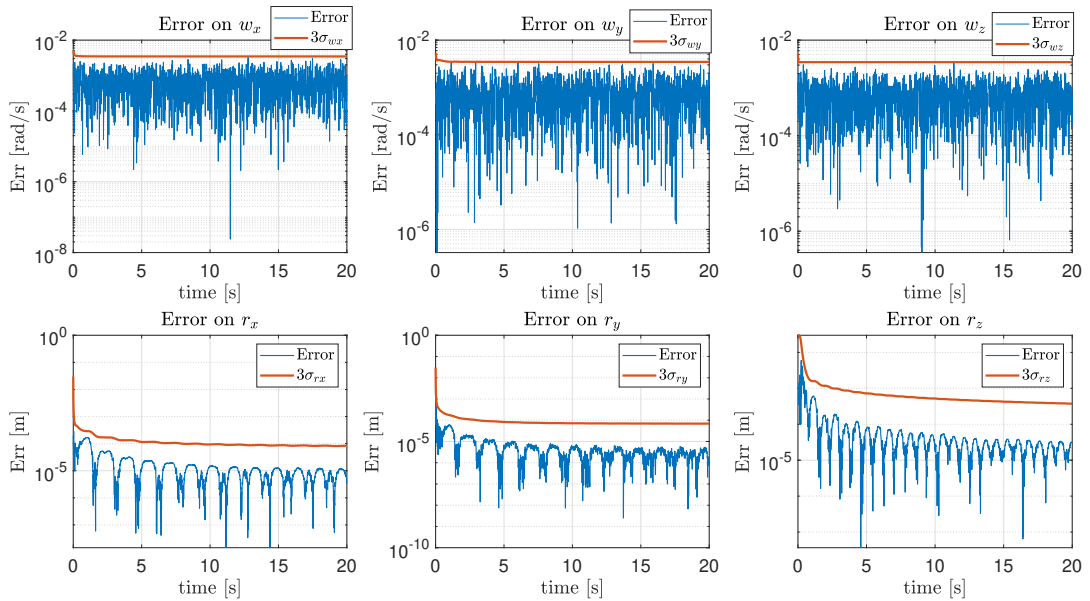 Error on w_x
Error
3σ_wx
10^-2
10^-4
10^-6
10^-8
Err [rad/s]
0 5 10 15 20
time [s]
Error on w_y
Error
3σ_wy
10^-2
10^-4
10^-6
Err [rad/s]
0 5 10 15 20
time [s]
Error on w_z
Error
3σ_wz
10^-2
10^-4
10^-6
Err [rad/s]
0 5 10 15 20
time [s]
Error on r_x
Error
3σ_rx
10^0
10^-5
Err [m]
0 5 10 15 20
time [s]
Error on r_y
Error
3σ_ry
10^0
10^-5
10^-10
Err [m]
0 5 10 15 20
time [s]
Error on r_z
Error
3σ_rz
10^-5
Err [m]
0 5 10 15 20
time [s]